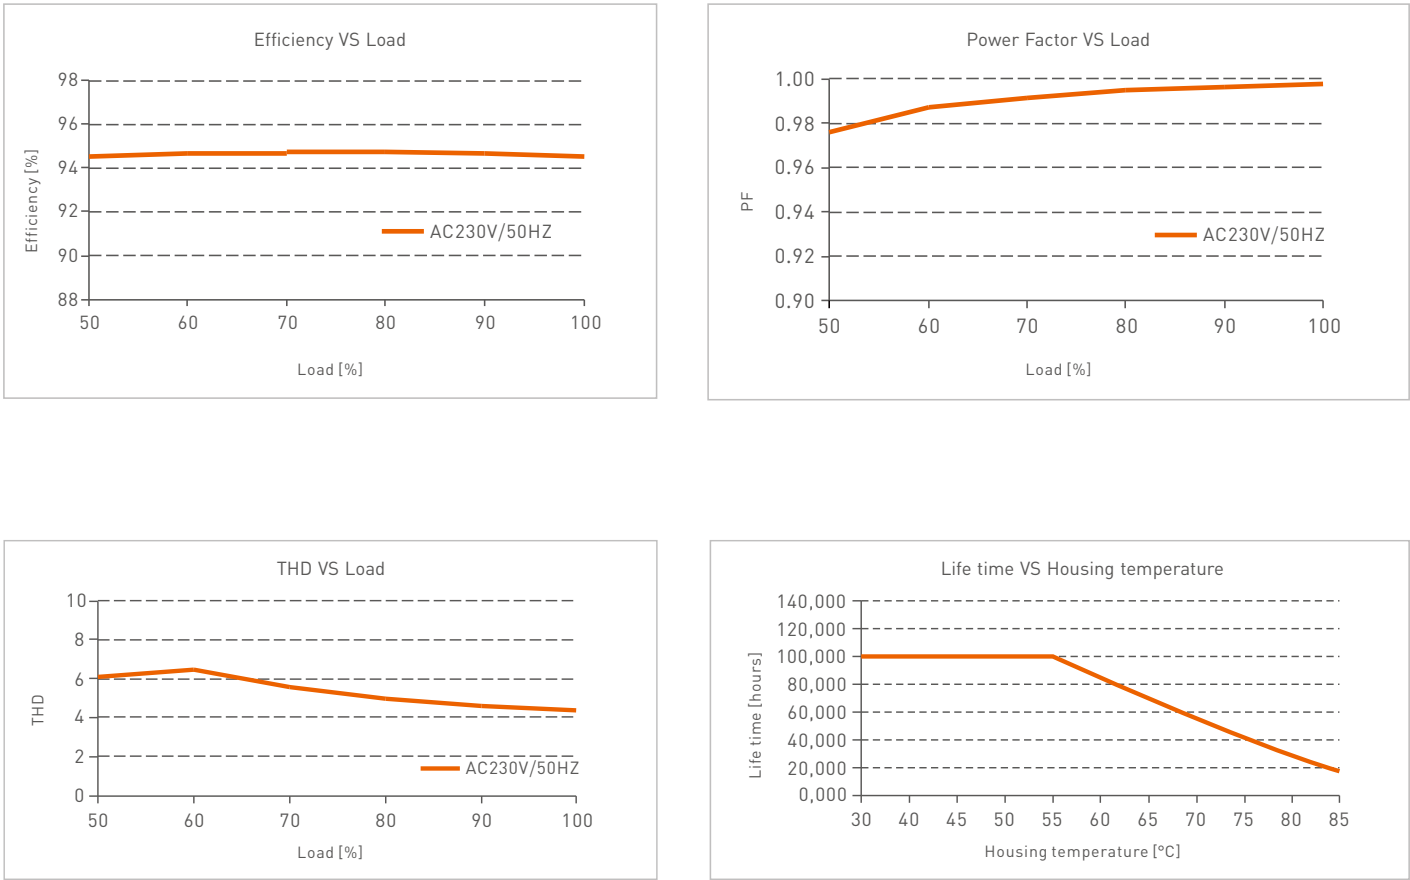 Efficiency VS Load
98
96
94
92
90
88
Efficiency [%]
AC230V/50HZ
50 60 70 80 90 100
Load [%]
Power Factor VS Load
1.00
0.98
0.96
0.94
0.92
0.90
PF
AC230V/50HZ
50 60 70 80 90 100
Load [%]
THD VS Load
10
8
6
4
2
0
THD
AC230V/50HZ
50 60 70 80 90 100
Load [%]
Life time VS Housing temperature
140,000
120,000
100,000
80,000
60,000
40,000
20,000
0,000
Life time [hours]
30 40 45 50 55 60 65 70 75 80 85
Housing temperature [°C]